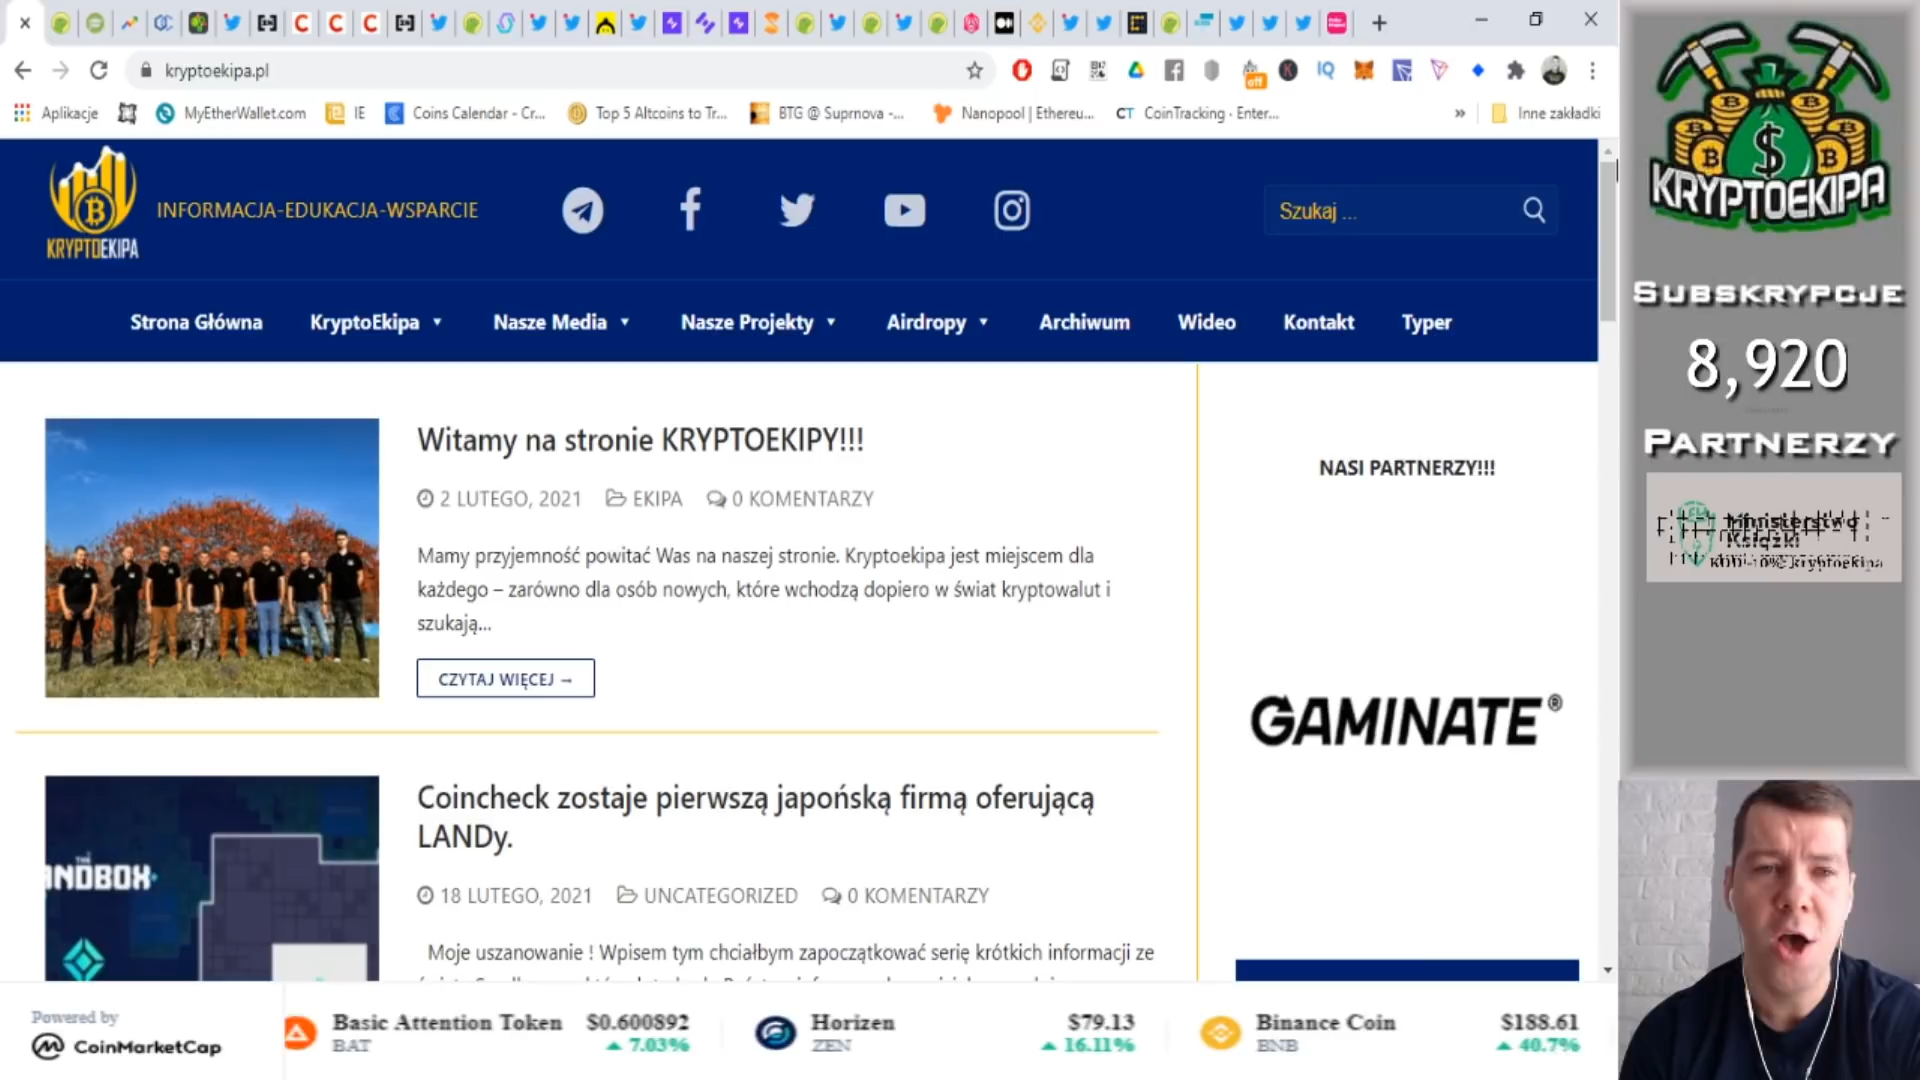 kryptoekipa.pl
Aplikacje
MyEtherWallet.com
IE
Coins Calendar - Cr...
Top 5 Altcoins to Tr...
BTG @ Suprnova -...
Nanopool | Ethereu...
CT CoinTracking · Enter...
»
Inne zakładki
KRYPTOEKIPA
INFORMACJA-EDUKACJA-WSPARCIE
Szukaj ...
Strona Główna
KryptoEkipa
Nasze Media
Nasze Projekty
Airdropy
Archiwum
Wideo
Kontakt
Typer
Witamy na stronie KRYPTOEKIPY!!!
2 LUTEGO, 2021
EKIPA
0 KOMENTARZY
Mamy przyjemność powitać Was na naszej stronie. Kryptoekipa jest miejscem dla
każdego – zarówno dla osób nowych, które wchodzą dopiero w świat kryptowalut i
szukają...
CZYTAJ WIĘCEJ →
Coincheck zostaje pierwszą japońską firmą oferującą
LANDy.
18 LUTEGO, 2021
UNCATEGORIZED
0 KOMENTARZY
Moje uszanowanie ! Wpisem tym chciałbym zapoczątkować serię krótkich informacji ze
NASI PARTNERZY!!!
GAMINATE®
KRYPTOEKIPA
SUBSKRYPCJE
8,920
PARTNERZY
Ministerstwo
Książki
Powered by
CoinMarketCap
Basic Attention Token
BAT
$0.600892
▲ 7.03%
Horizen
ZEN
$79.13
▲ 16.11%
Binance Coin
BNB
$188.61
▲ 40.7%